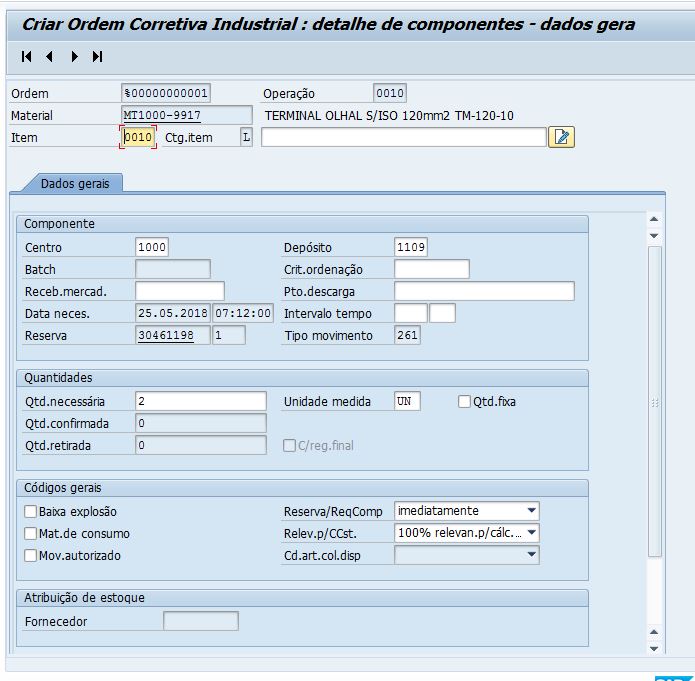 Criar Ordem Corretiva Industrial : detalhe de componentes - dados gera
Ordem %00000000001 Operação 0010
Material MT1000-9917 TERMINAL OLHAL S/ISO 120mm2 TM-120-10
Item 0010 Ctg.item L
Dados gerais
Componente
Centro 1000 Depósito 1109
Batch Crit.ordenação
Receb.mercad. Pto.descarga
Data neces. 25.05.2018 07:12:00 Intervalo tempo
Reserva 30461198 1 Tipo movimento 261
Quantidades
Qtd.necessária 2 Unidade medida UN Qtd.fixa
Qtd.confirmada 0
Qtd.retirada 0 C/reg.final
Códigos gerais
Baixa explosão Reserva/ReqComp imediatamente
Mat.de consumo Relev.p/CCst. 100% relevan.p/cálc...
Mov.autorizado Cd.art.col.disp
Atribuição de estoque
Fornecedor